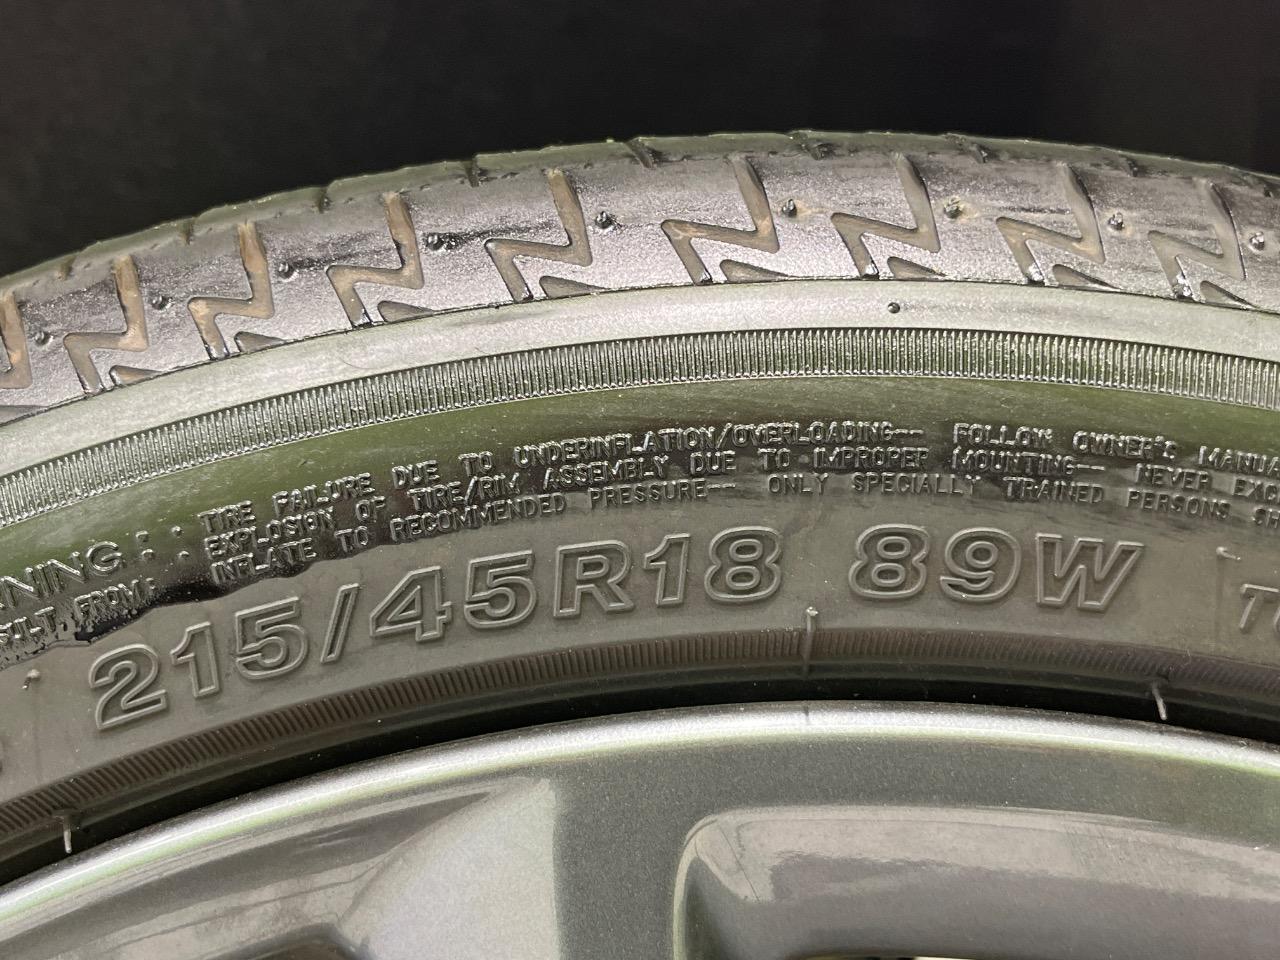 TIRE FAILURE DUE TO UNDERINFLATION/OVERLOADING-- FOLLOW OWNER'S
EXPLOSION OF TIRE/RIM ASSEMBLY DUE TO IMPROPER MOUNTING-- NEVER
INFLATE TO RECOMMENDED PRESSURE-- ONLY SPECIALLY TRAINED PERSONS
FROM:
215/45R18 89W